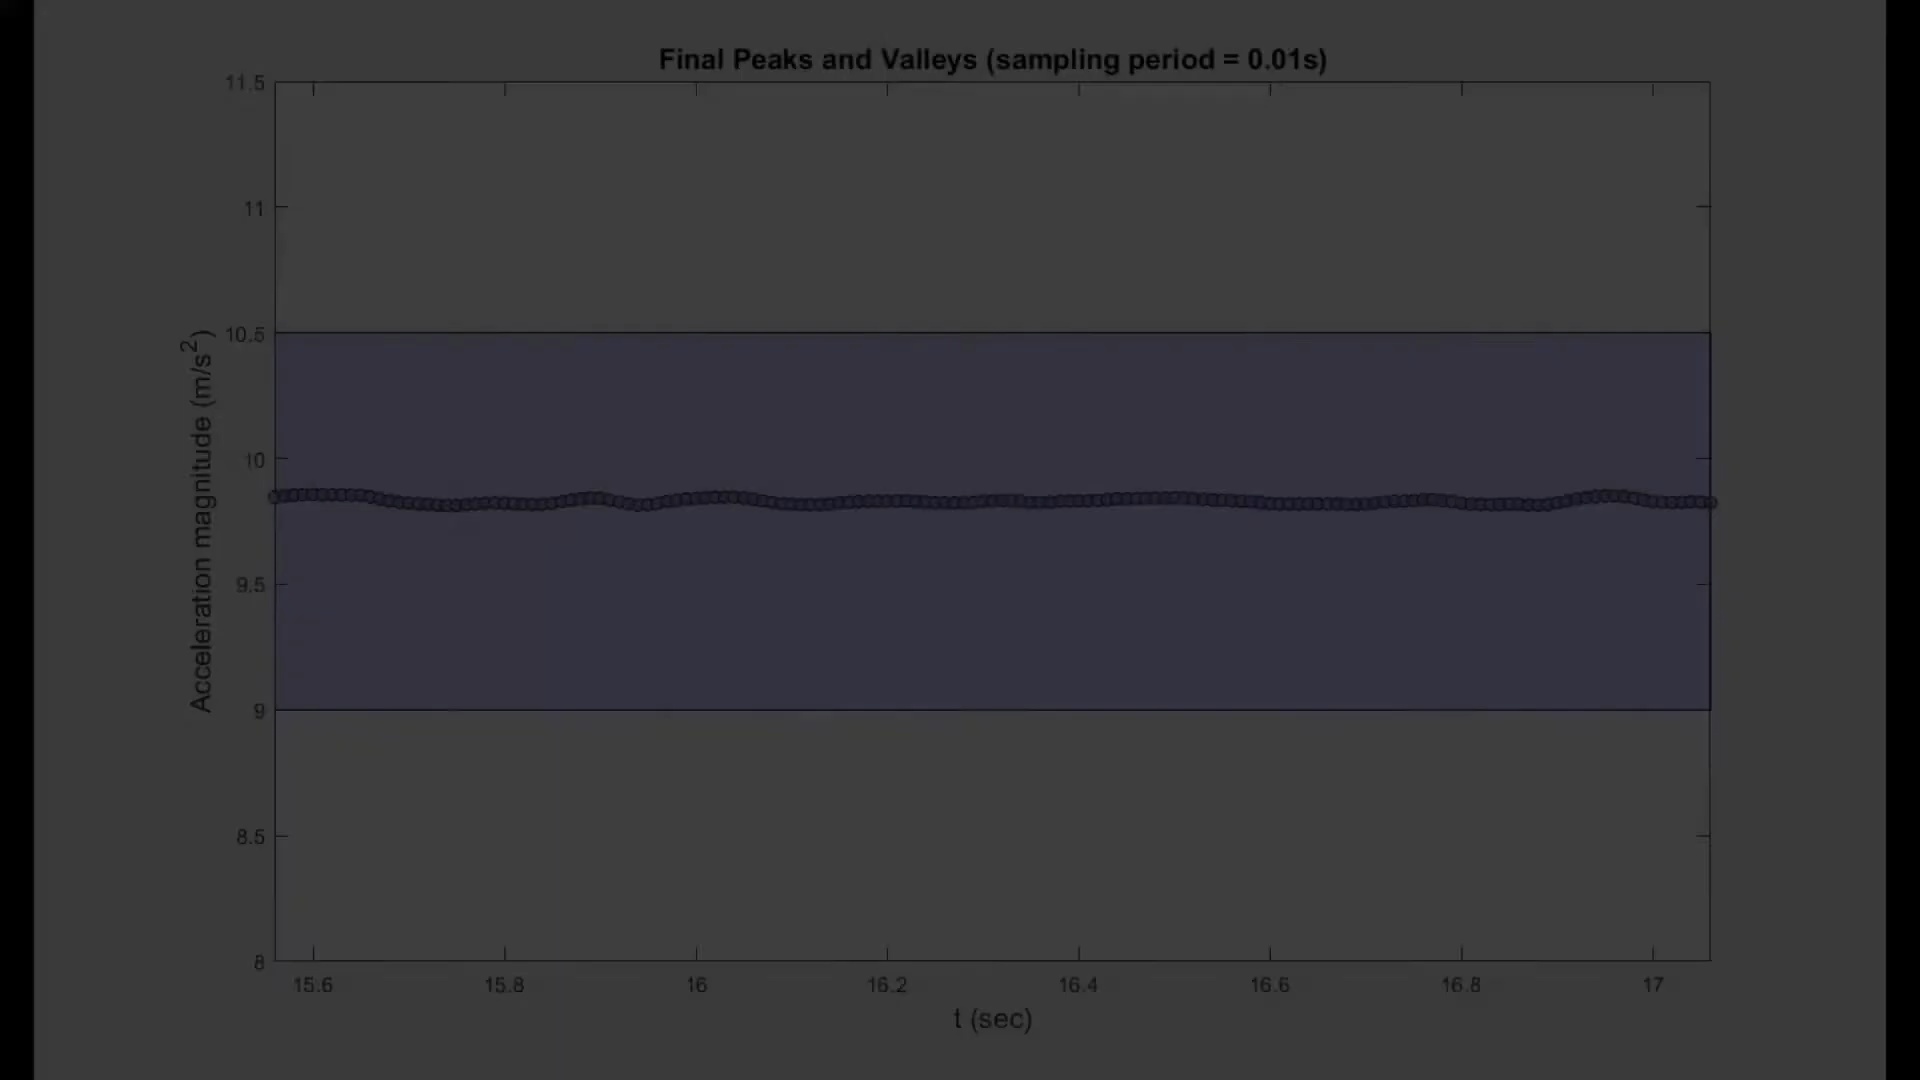 Final Peaks and Valleys (sampling period = 0.01s)
11.5
11
10.5
10
9.5
9
8.5
8
Acceleration magnitude (m/s²)
15.6 15.8 16 16.2 16.4 16.6 16.8 17
t (sec)